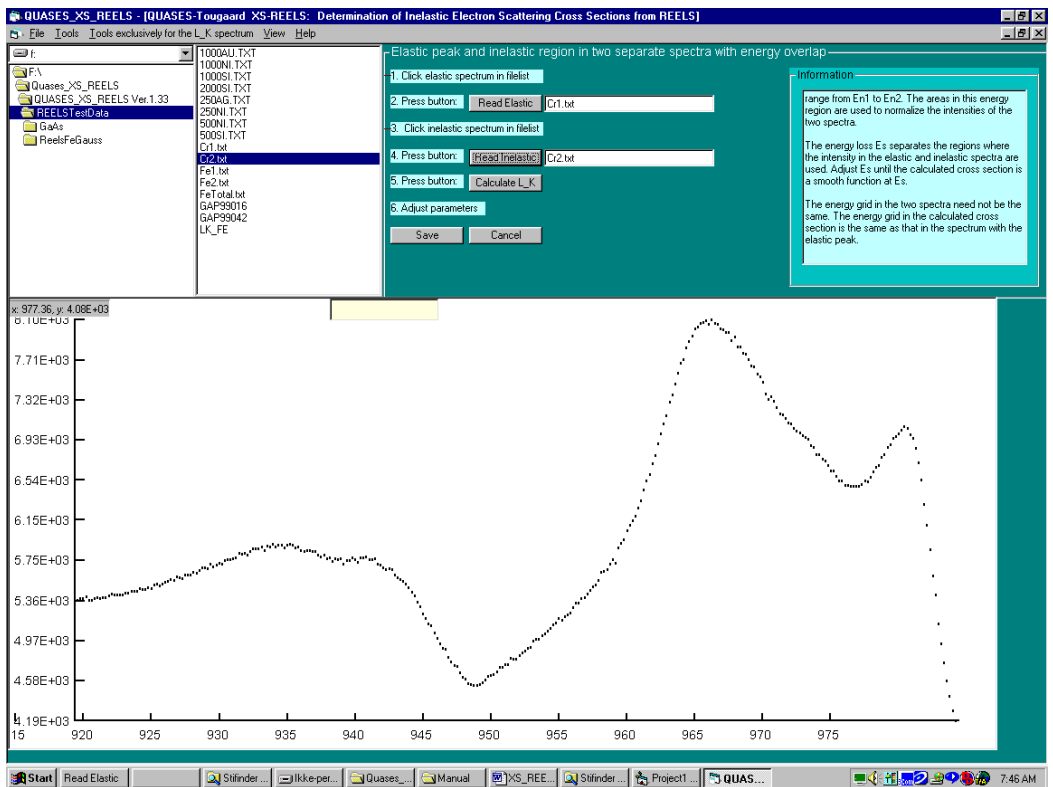 QUASES_XS_REELS - [QUASES-Tougaard XS-REELS: Determination of Inelastic Electron Scattering Cross Sections from REELS]
File Tools Tools exclusively for the L_K spectrum View Help
f:
F:\
Quases_XS_REELS
QUASES_XS_REELS Ver.1.33
REELSTestData
GaAs
ReelsFeGauss
1000AU.TXT
1000NI.TXT
1000SI.TXT
2000SI.TXT
250AG.TXT
250NI.TXT
500NI.TXT
500SI.TXT
Cr1.txt
Cr2.txt
Fe1.txt
Fe2.txt
FeTotal.txt
GAP99016
GAP99042
LK_FE
Elastic peak and inelastic region in two separate spectra with energy overlap
1. Click elastic spectrum in filelist
2. Press button: Read Elastic Cr1.txt
3. Click inelastic spectrum in filelist
4. Press button: Read Inelastic Cr2.txt
5. Press button: Calculate L_K
6. Adjust parameters
Save Cancel
Information
range from En1 to En2. The areas in this energy
region are used to normalize the intensities of the
two spectra.
The energy loss Es separates the regions where
the intensity in the elastic and inelastic spectra are
used. Adjust Es until the calculated cross section is
a smooth function at Es.
The energy grid in the two spectra need not be the
same. The energy grid in the calculated cross
section is the same as that in the spectrum with the
elastic peak.
x: 977.36, y: 4.08E+03
8.10E+03
7.71E+03
7.32E+03
6.93E+03
6.54E+03
6.15E+03
5.75E+03
5.36E+03
4.97E+03
4.58E+03
4.19E+03
15 920 925 930 935 940 945 950 955 960 965 970 975
Start Read Elastic Stifinder ... Ikke-per... Quases_... Manual XS_REE... Stifinder ... Project1 ... QUAS... 7:46 AM